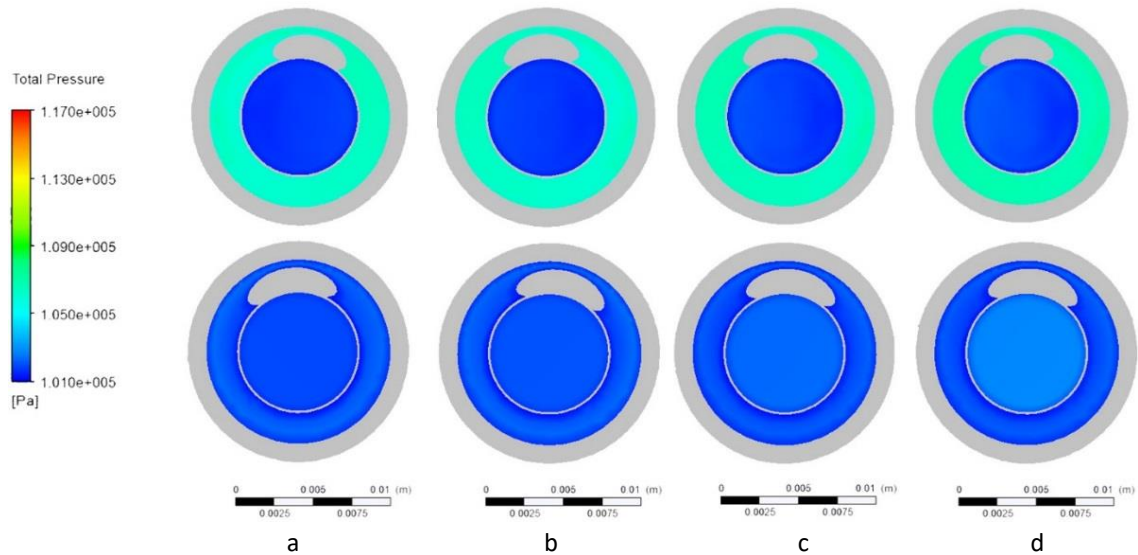 Total Pressure
1.170e+005
1.130e+005
1.090e+005
1.050e+005
1.010e+005
[Pa]
0 0.005 0.01 (m)
0.0025 0.0075
0 0.005 0.01 (m)
0.0025 0.0075
0 0.005 0.01 (m)
0.0025 0.0075
0 0.005 0.01 (m)
0.0025 0.0075
a b c d